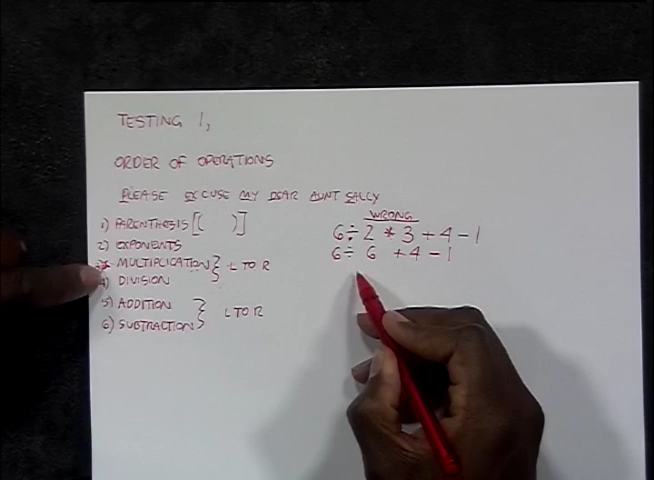 TESTING 1,
ORDER OF OPERATIONS
PLEASE EXCUSE MY DEAR AUNT SALLY
1) PARENTHESIS [( )]
2) EXPONENTS
MULTIPLICATION } L TO R
4) DIVISION
5) ADDITION } L TO R
6) SUBTRACTION
WRONG
6 ÷ 2 * 3 + 4 - 1
6 ÷ 6 + 4 - 1